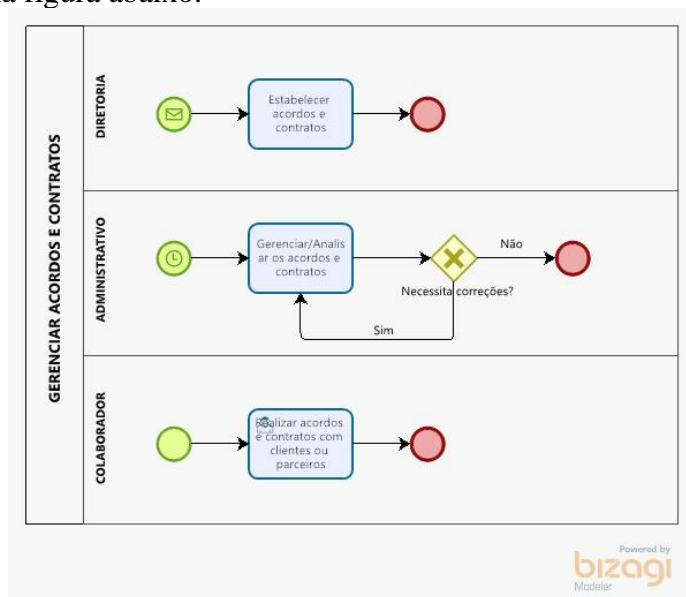 na figura abaixo:
GERENCIAR ACORDOS E CONTRATOS
DIRETORIA
Estabelecer
acordos e
contratos
ADMINISTRATIVO
Gerenciar/Analis
ar os acordos e
contratos
Não
Necessita correções?
Sim
COLABORADOR
Realizar acordos
e contratos com
clientes ou
parceiros
Powered by
bizagi
Modeler